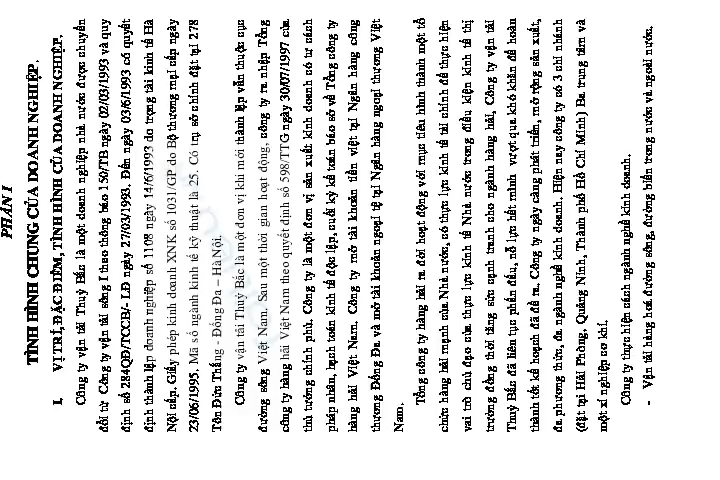 PHẦN I
TÌNH HÌNH CHUNG CỦA DOANH NGHIỆP.
I. VỊ TRÍ, ĐẶC ĐIỂM, TÌNH HÌNH CỦA DOANH NGHIỆP.
Công ty vận tải Thuỷ Bắc là một doanh nghiệp nhà nước được chuyển
đổi từ Công ty vận tải sông I theo thông báo 150/TB ngày 02/03/1993 và quy
định số 284QĐ/TCCB/- LĐ ngày 27/03/1993. Đến ngày 03/6/1993 có quyết
định thành lập doanh nghiệp số 1108 ngày 14/6/1993 do trọng tài kinh tế Hà
Nội cấp. Giấy phép kinh doanh XNK số 1031/GP do Bộ thương mại cấp ngày
23/06/1995. Mã số ngành kinh tế kỹ thuật là 25. Có trụ sở chính đặt tại 278
Tôn Đức Thắng - Đống Đa – Hà Nội.
Công ty vận tải Thuỷ Bắc là một đơn vị khi mới thành lập vẫn thuộc cục
đường sông Việt Nam. Sau một thời gian hoạt động, công ty ra nhập Tổng
công ty hàng hải Việt Nam theo quyết định số 598/TTG ngày 30/07/1997 của
thủ tướng chính phủ. Công ty là một đơn vị sản xuất kinh doanh có tư cách
pháp nhân, hạch toán kinh tế độc lập, cuối kỳ kế toán báo sổ về Tổng công ty
hàng hải Việt Nam. Công ty mở tài khoản tiền việt tại Ngân hàng công
thương Đống Đa và mở tài khoản ngoại tệ tại Ngân hàng ngoại thương Việt
Nam.
Tổng công ty hàng hải ra đời hoạt động với mục tiêu hình thành một tổ
chức hàng hải mạnh của Nhà nước, có thực lực kinh tế tài chính để thực hiện
vai trò chủ đạo của thực lực kinh tế Nhà nước trong điều kiện kinh tế thị
trường đồng thời tăng sức cạnh tranh cho ngành hàng hải. Công ty vận tải
Thuỷ Bắc đã liên tục phấn đấu, nỗ lực hết mình vượt qua khó khăn để hoàn
thành tốt kế hoạch đã đề ra. Công ty ngày càng phát triển, mở rộng sản xuất,
đa phương thức, đa ngành nghề kinh doanh. Hiện nay công ty có 3 chi nhánh
(đặt tại Hải Phòng, Quảng Ninh, Thành phố Hồ Chí Minh) Ba trung tâm và
một xí nghiệp cơ khí.
Công ty thực hiện cách ngành nghề kinh doanh.
- Vận tải hàng hoá đường sông, đường biển trong nước và ngoài nước.